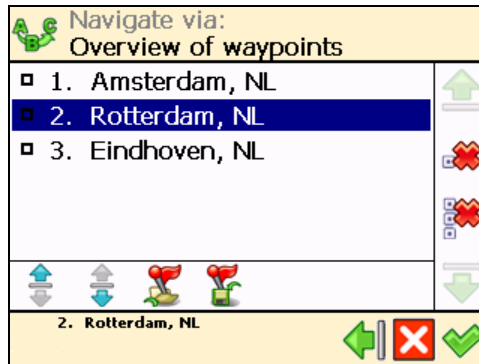 A B C Navigate via:
Overview of waypoints
1. Amsterdam, NL
2. Rotterdam, NL
3. Eindhoven, NL
2. Rotterdam, NL